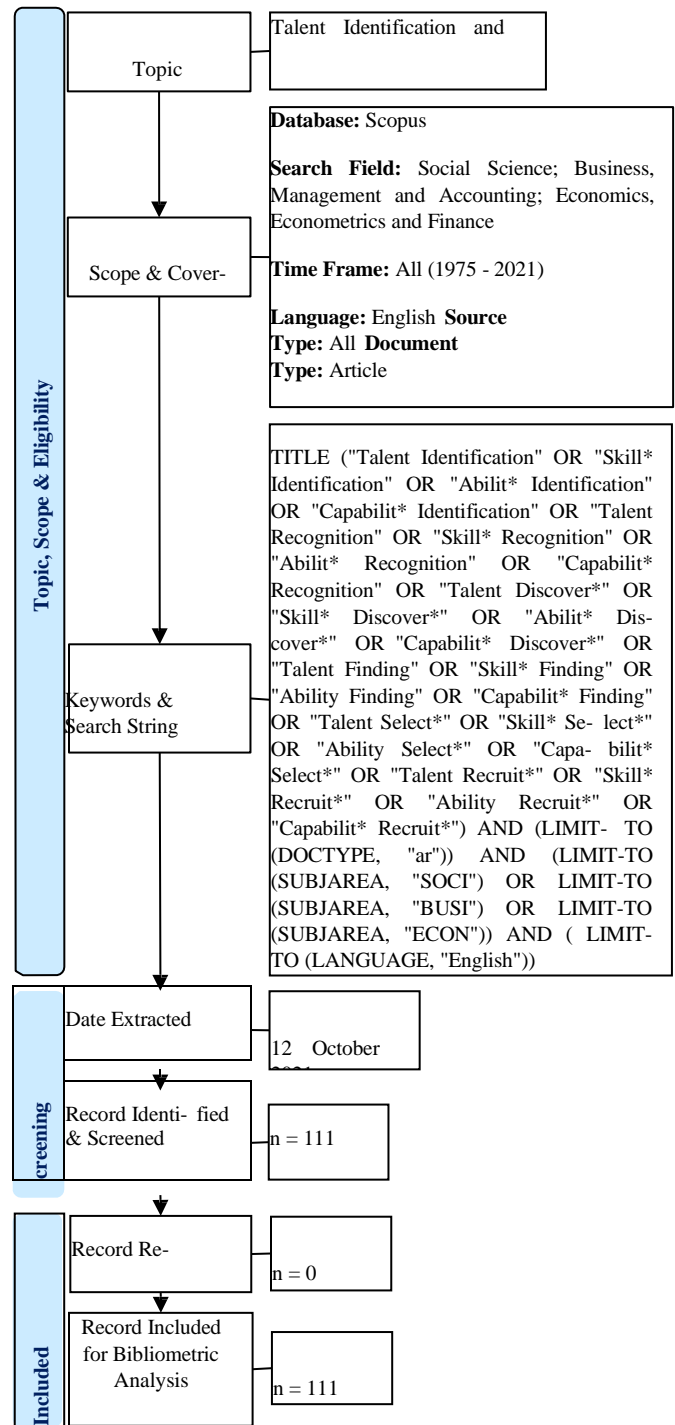 Topic, Scope & Eligibility
Topic
Talent Identification and
Scope & Cover-
Database: Scopus
Search Field: Social Science; Business,
Management and Accounting; Economics,
Econometrics and Finance
Time Frame: All (1975 - 2021)
Language: English Source
Type: All Document
Type: Article
Keywords &
Search String
TITLE ("Talent Identification" OR "Skill*
Identification" OR "Abilit* Identification"
OR "Capabilit* Identification" OR "Talent
Recognition" OR "Skill* Recognition" OR
"Abilit* Recognition" OR "Capabilit*
Recognition" OR "Talent Discover*" OR
"Skill* Discover*" OR "Abilit* Dis-
cover*" OR "Capabilit* Discover*" OR
"Talent Finding" OR "Skill* Finding" OR
"Ability Finding" OR "Capabilit* Finding"
OR "Talent Select*" OR "Skill* Se- lect*"
OR "Ability Select*" OR "Capa- bilit*
Select*" OR "Talent Recruit*" OR "Skill*
Recruit*" OR "Ability Recruit*" OR
"Capabilit* Recruit*") AND (LIMIT- TO
(DOCTYPE, "ar")) AND (LIMIT-TO
(SUBJAREA, "SOCI") OR LIMIT-TO
(SUBJAREA, "BUSI") OR LIMIT-TO
(SUBJAREA, "ECON")) AND ( LIMIT-
TO (LANGUAGE, "English"))
creening
Date Extracted
12 October
Record Identi- fied
& Screened
n = 111
Included
Record Re-
n = 0
Record Included
for Bibliometric
Analysis
n = 111